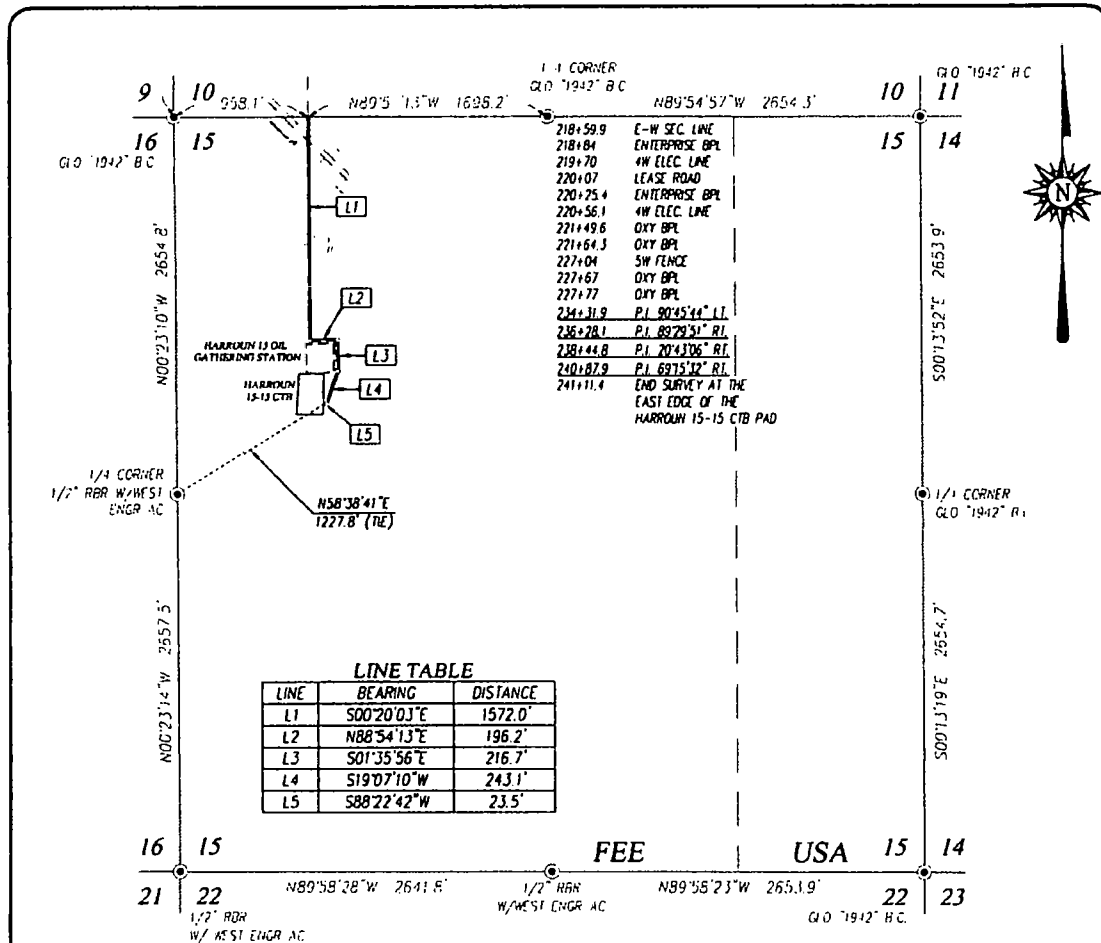 1/4 CORNER
GLO "1942" B.C.
GLO "1942" B.C.
9 10
958.1'
N89°5 '13"W 1698.2'
N89°54'57"W 2654.3'
10 11
16 15
GLO "1942" B.C.
15 14
218+59.9 E-W SEC. LINE
218+84 ENTERPRISE BPL
219+70 4W ELEC. LINE
220+07 LEASE ROAD
220+25.4 ENTERPRISE BPL
220+56.1 4W ELEC. LINE
221+49.6 OXY BPL
221+64.3 OXY BPL
227+04 5W FENCE
227+67 OXY BPL
227+77 OXY BPL
234+31.9 P.I. 90°45'44" LT.
236+28.1 P.I. 89°29'51" RT.
238+44.8 P.I. 20°43'06" RT.
240+87.9 P.I. 69°15'32" RT.
241+11.4 END SURVEY AT THE
EAST EDGE OF THE
HARROUN 15-15 CTB PAD
N
L1
N00°23'10"W 2654.8'
S00°13'52"E 2653.9'
L2
HARROUN 15 OIL
GATHERING STATION
L3
HARROUN
15-15 CTB
L4
L5
1/4 CORNER
1/2" RBR W/WEST
ENGR AC
N58°38'41"E
1227.8' (TIE)
1/4 CORNER
GLO "1942"
N00°23'14"W 2657.5'
S00°13'19"E 2654.7'
LINE TABLE
LINE BEARING DISTANCE
L1 S00°20'03"E 1572.0'
L2 N88°54'13"E 196.2'
L3 S01°35'56"E 216.7'
L4 S19°07'10"W 243.1'
L5 S88°22'42"W 23.5'
16 15
FEE
USA
15 14
N89°58'28"W 2641.8'
N89°58'23"W 2653.9'
21 22
1/2" RBR
W/WEST ENGR AC
22 23
1/2" RBR
W/ WEST ENGR AC
GLO "1942" B.C.